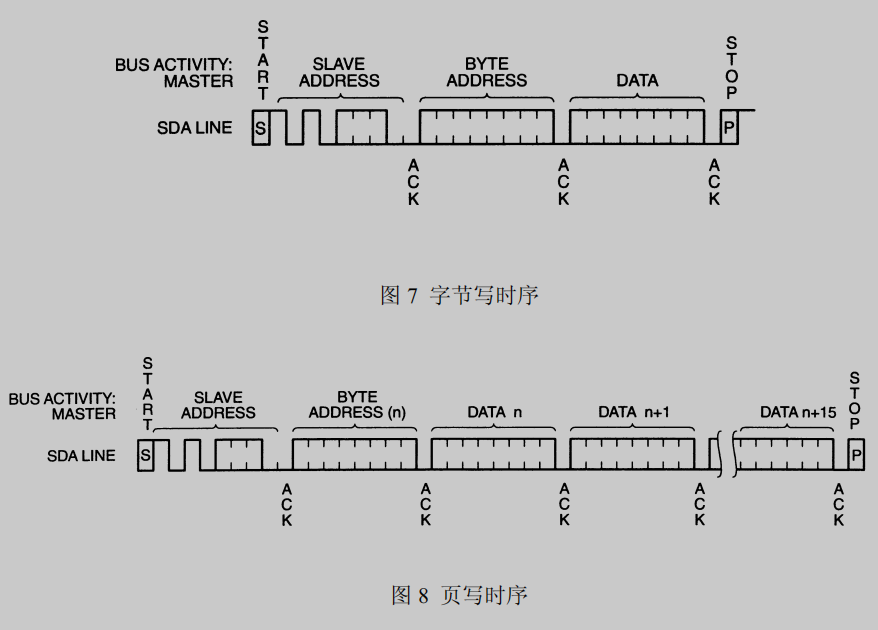 START
STOP
BUS ACTIVITY:
MASTER
SLAVE
ADDRESS
BYTE
ADDRESS
DATA
SDA LINE
S
P
ACK
ACK
ACK
图 7 字节写时序
START
STOP
BUS ACTIVITY:
MASTER
SLAVE
ADDRESS
BYTE
ADDRESS (n)
DATA n
DATA n+1
DATA n+15
SDA LINE
S
P
ACK
ACK
ACK
ACK
ACK
图 8 页写时序